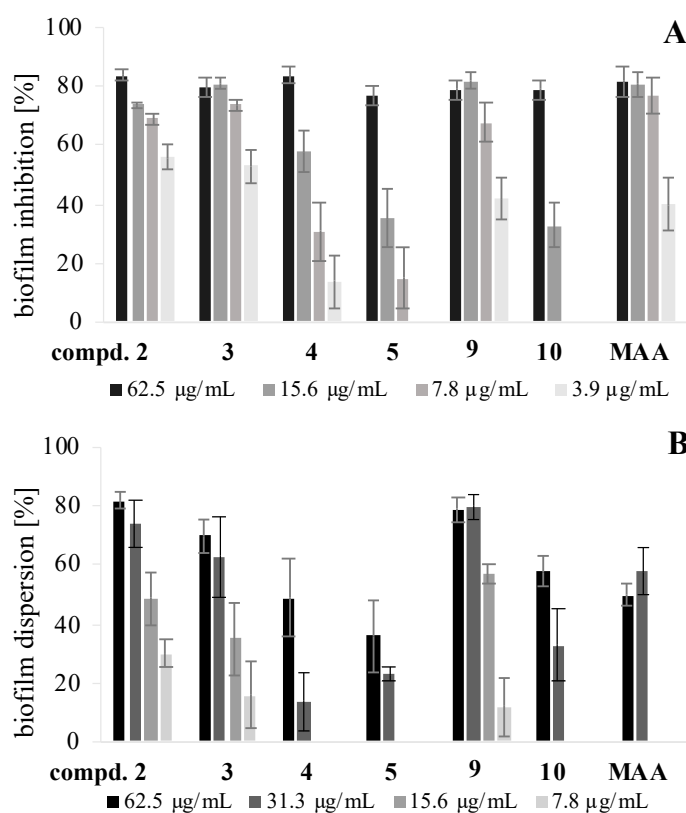 A
biofilm inhibition [%]
100
80
60
40
20
0
compd. 2 3 4 5 9 10 MAA
62.5 µg/mL 15.6 µg/mL 7.8 µg/mL 3.9 µg/mL
B
biofilm dispersion [%]
100
80
60
40
20
0
compd. 2 3 4 5 9 10 MAA
62.5 µg/mL 31.3 µg/mL 15.6 µg/mL 7.8 µg/mL